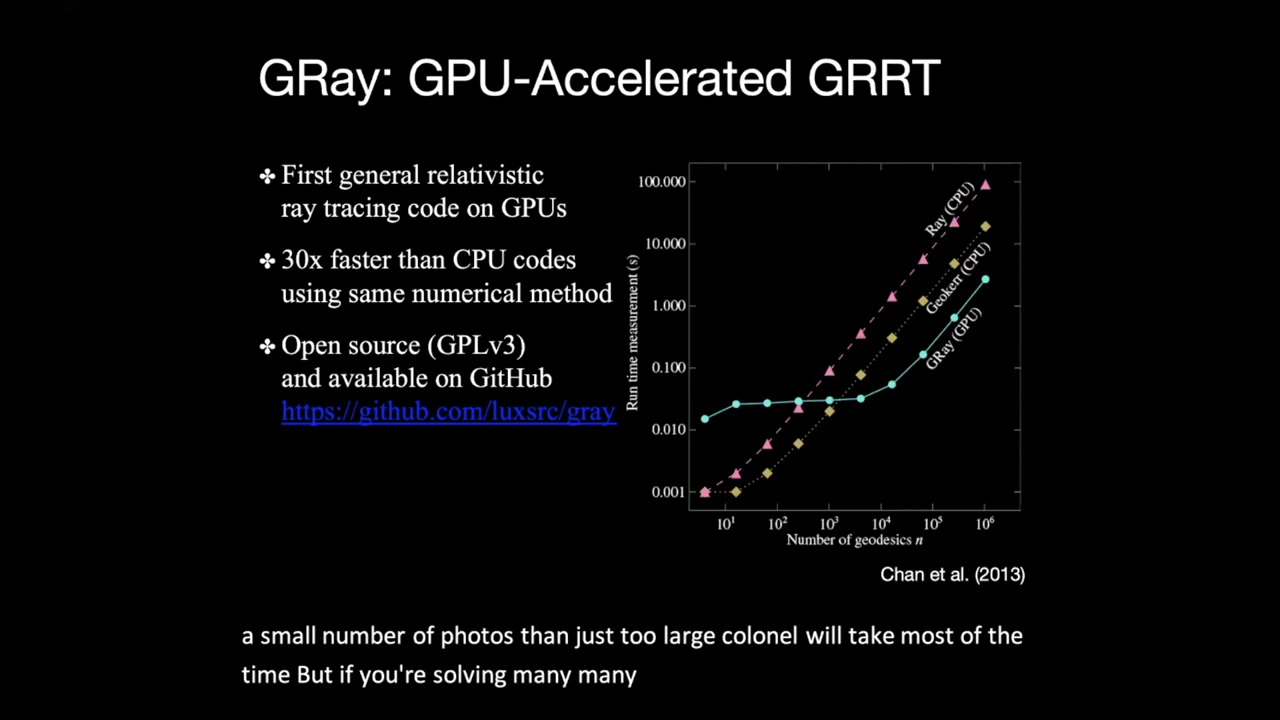 GRay: GPU-Accelerated GRRT
✤ First general relativistic
ray tracing code on GPUs
✤ 30x faster than CPU codes
using same numerical method
✤ Open source (GPLv3)
and available on GitHub
https://github.com/luxsrc/gray
Run time measurement (s)
100.000
10.000
1.000
0.100
0.010
0.001
Ray (CPU)
Geokerr (CPU)
GRay (GPU)
10¹ 10² 10³ 10⁴ 10⁵ 10⁶
Number of geodesics n
Chan et al. (2013)
a small number of photos than just too large colonel will take most of the
time But if you're solving many many